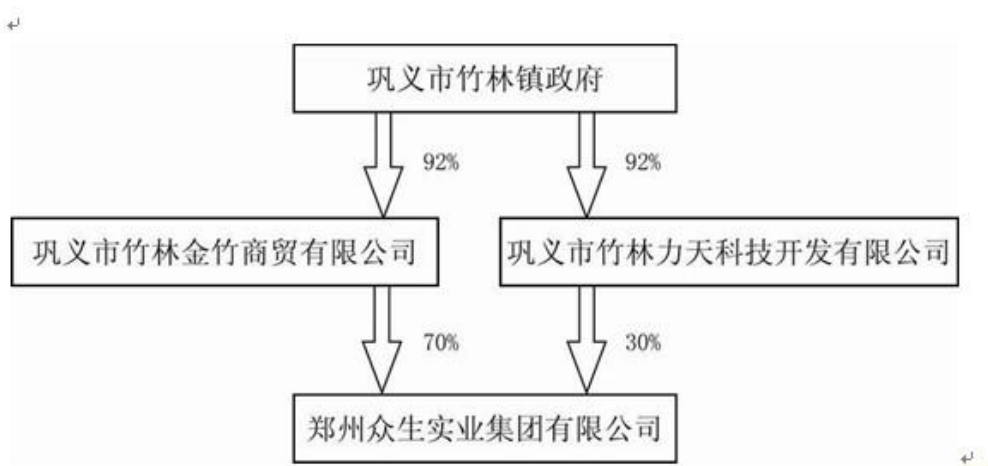 巩义市竹林镇政府
92%
92%
巩义市竹林金竹商贸有限公司
巩义市竹林力天科技开发有限公司
70%
30%
郑州众生实业集团有限公司